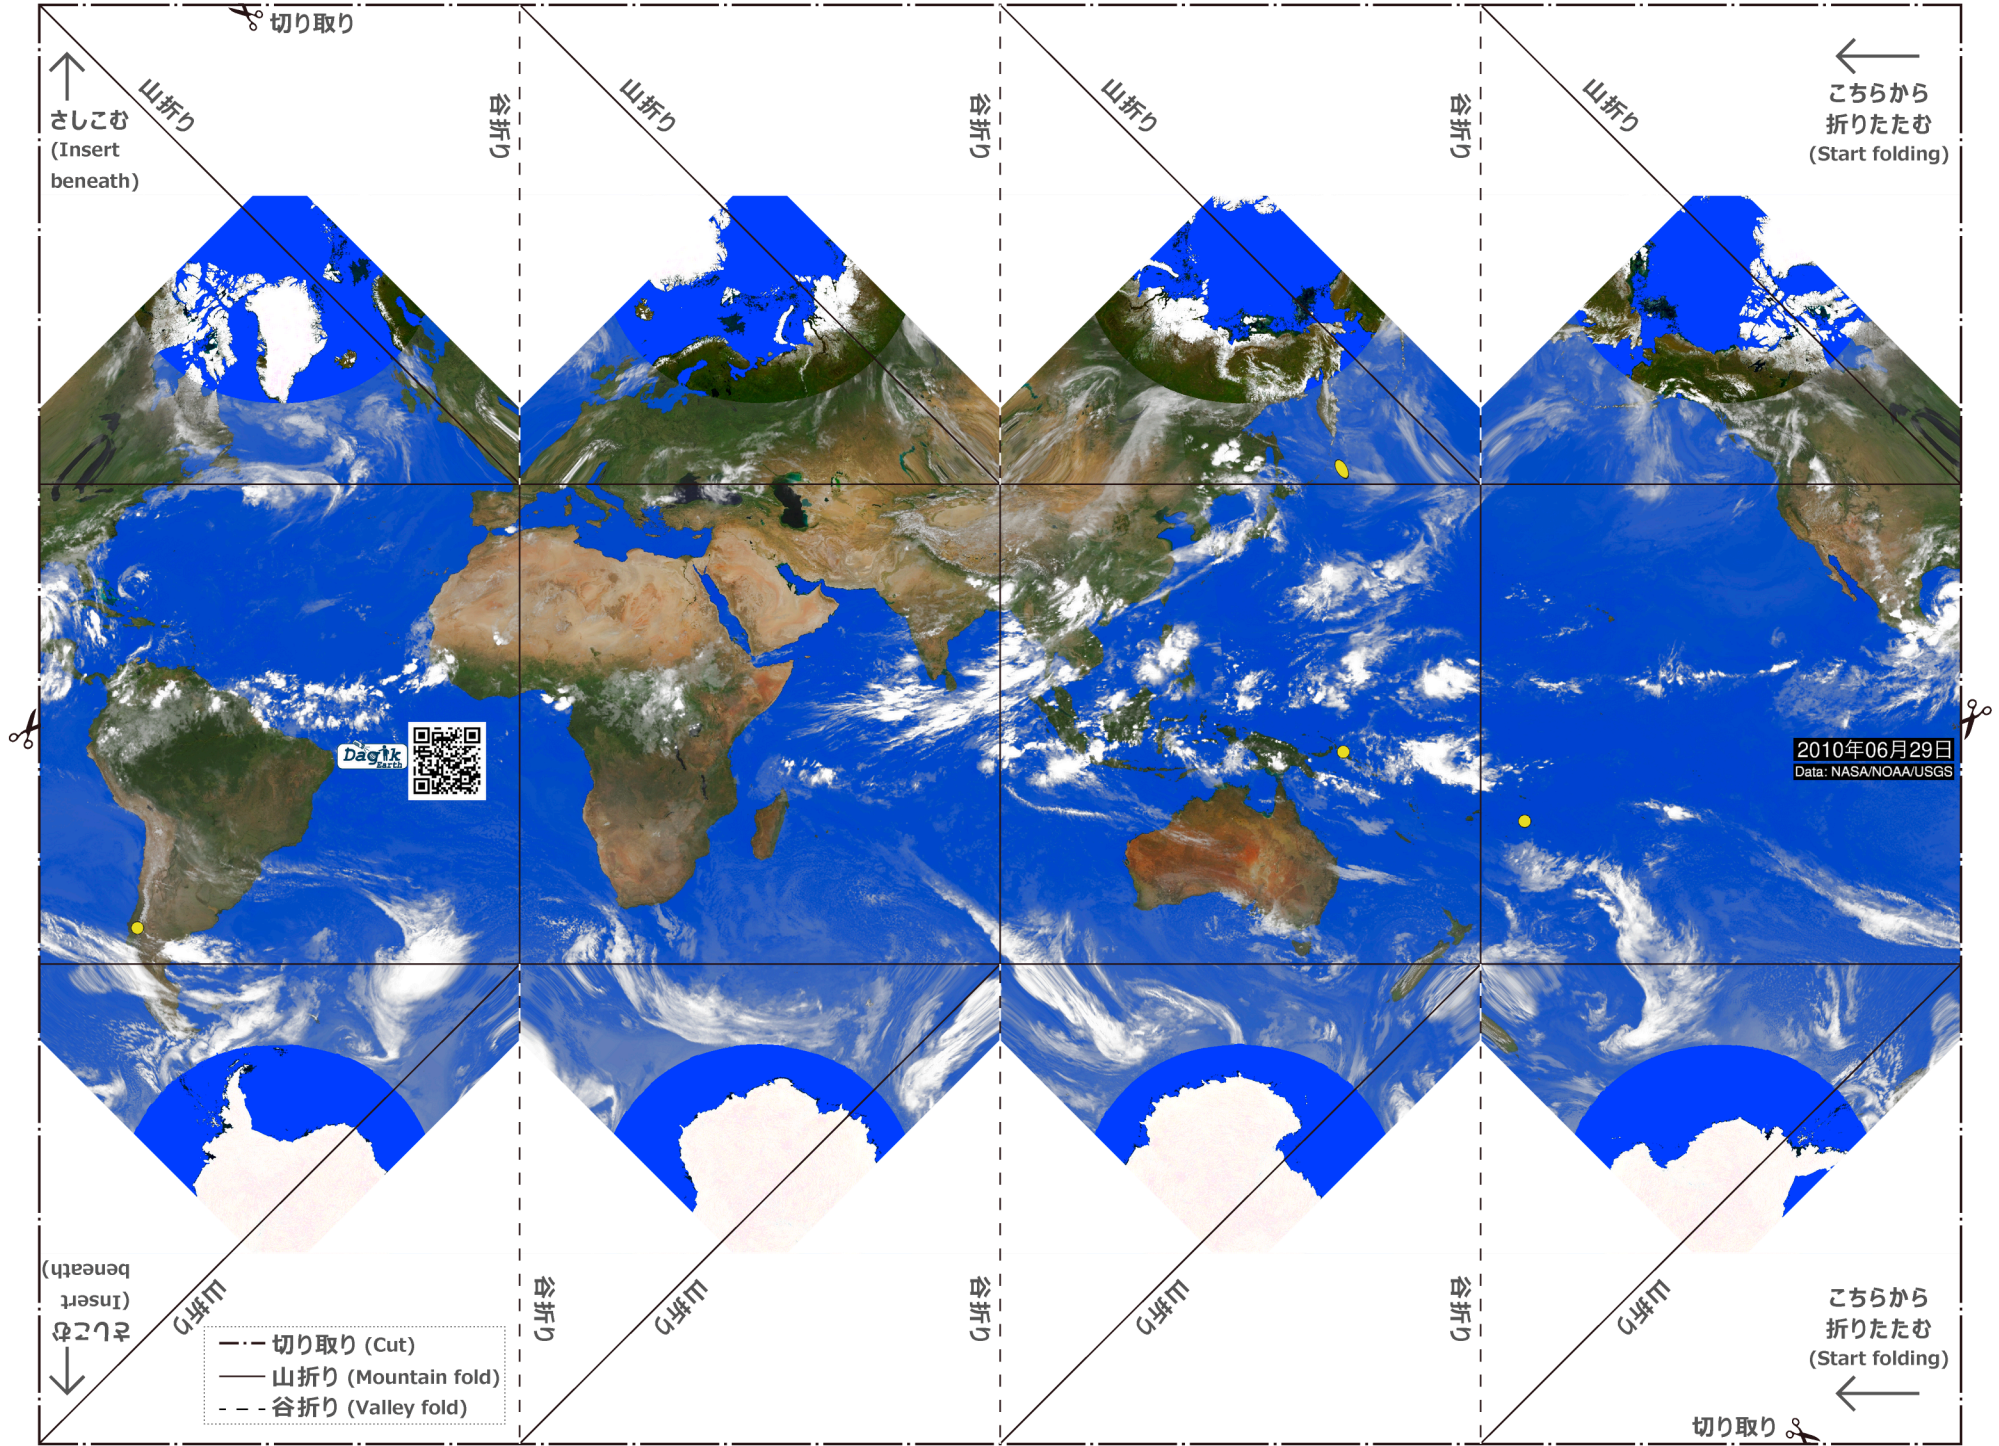 切り取り
さしこむ
(Insert
beneath)
山折り
谷折り
山折り
谷折り
山折り
谷折り
山折り
こちらから
折りたたむ
(Start folding)
Dagik
Earth
2010年06月29日
Data: NASA/NOAA/USGS
さしこむ
(Insert
beneath)
山折り
谷折り
山折り
谷折り
山折り
谷折り
山折り
こちらから
折りたたむ
(Start folding)
切り取り (Cut)
山折り (Mountain fold)
谷折り (Valley fold)
切り取り